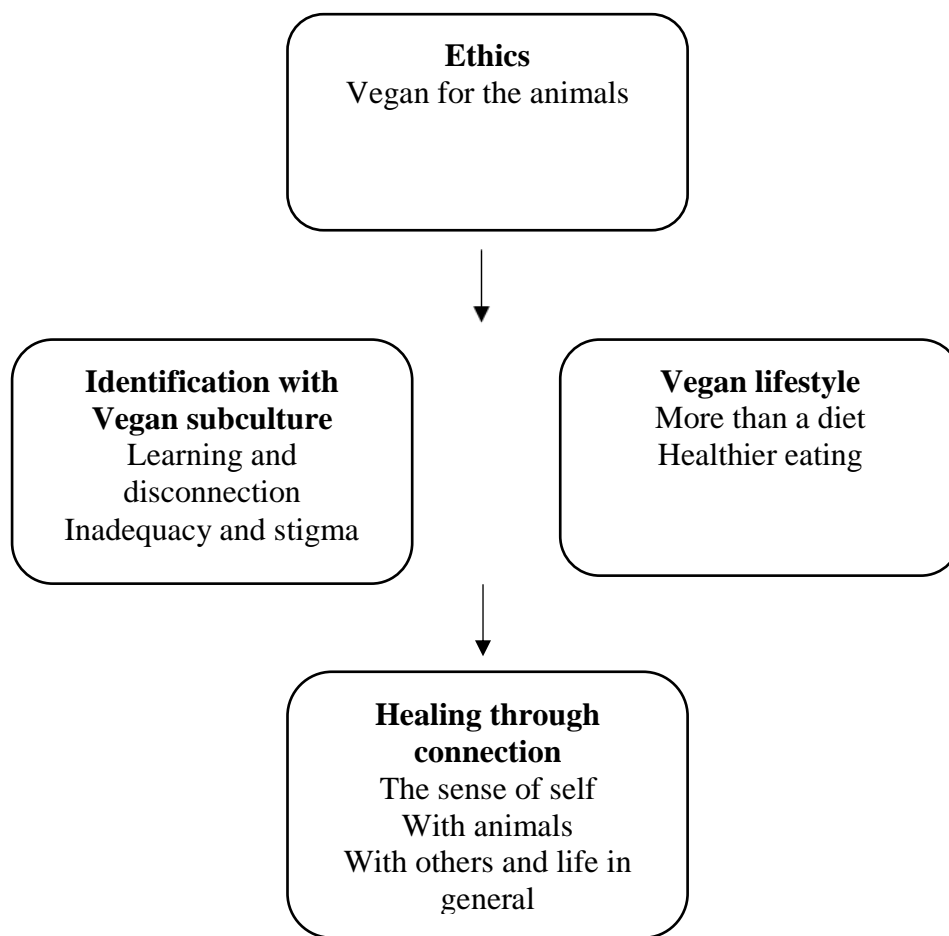 Ethics
Vegan for the animals
Identification with
Vegan subculture
Learning and
disconnection
Inadequacy and stigma
Vegan lifestyle
More than a diet
Healthier eating
Healing through
connection
The sense of self
With animals
With others and life in
general